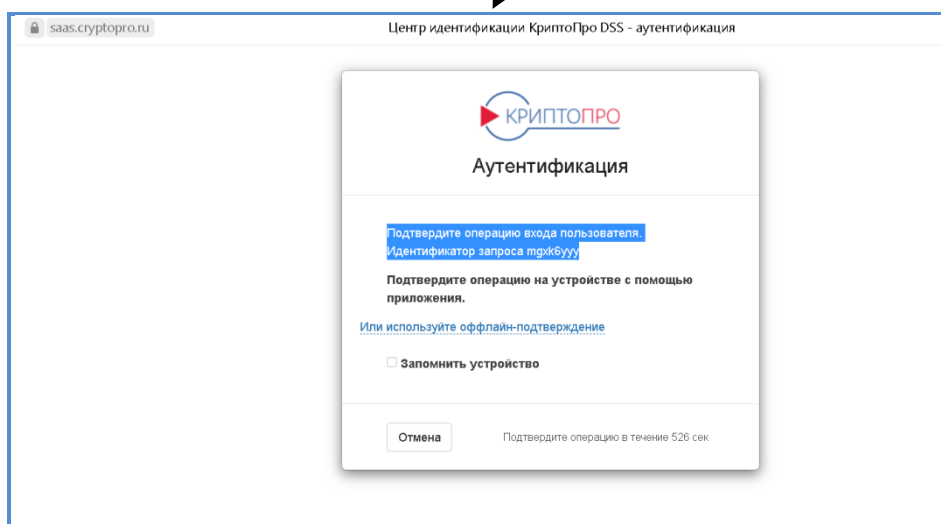 saas.cryptopro.ru Центр идентификации КриптоПро DSS - аутентификация
КРИПТОПРО
Аутентификация
Подтвердите операцию входа пользователя.
Идентификатор запроса mgxk6yyy
Подтвердите операцию на устройстве с помощью
приложения.
Или используйте оффлайн-подтверждение
Запомнить устройство
Отмена Подтвердите операцию в течение 526 сек